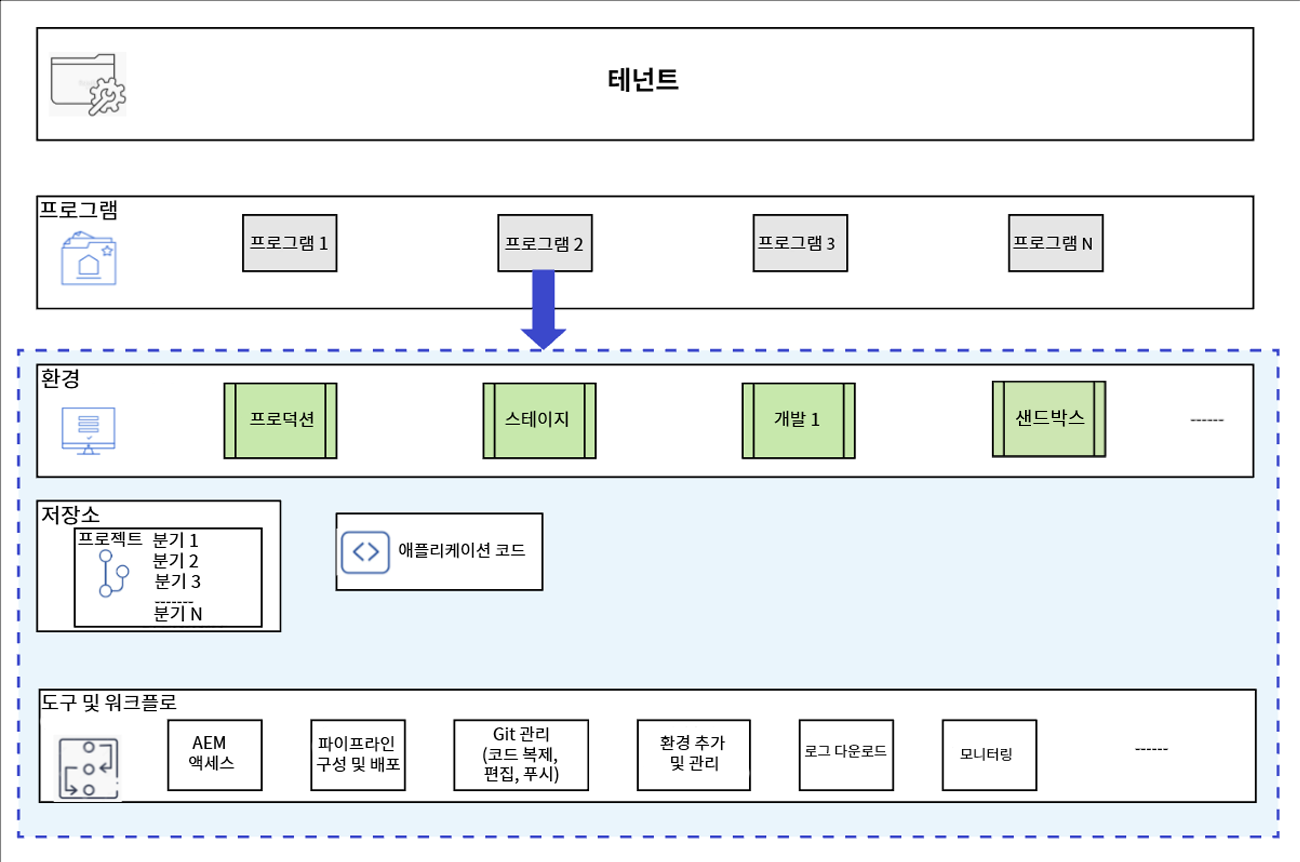 테넌트
프로그램
프로그램 1
프로그램 2
프로그램 3
프로그램 N
환경
프로덕션
스테이지
개발 1
샌드박스
------
저장소
프로젝트
분기 1
분기 2
분기 3
-------
분기 N
애플리케이션 코드
도구 및 워크플로
AEM
액세스
파이프라인
구성 및 배포
Git 관리
(코드 복제,
편집, 푸시)
환경 추가
및 관리
로그 다운로드
모니터링
------